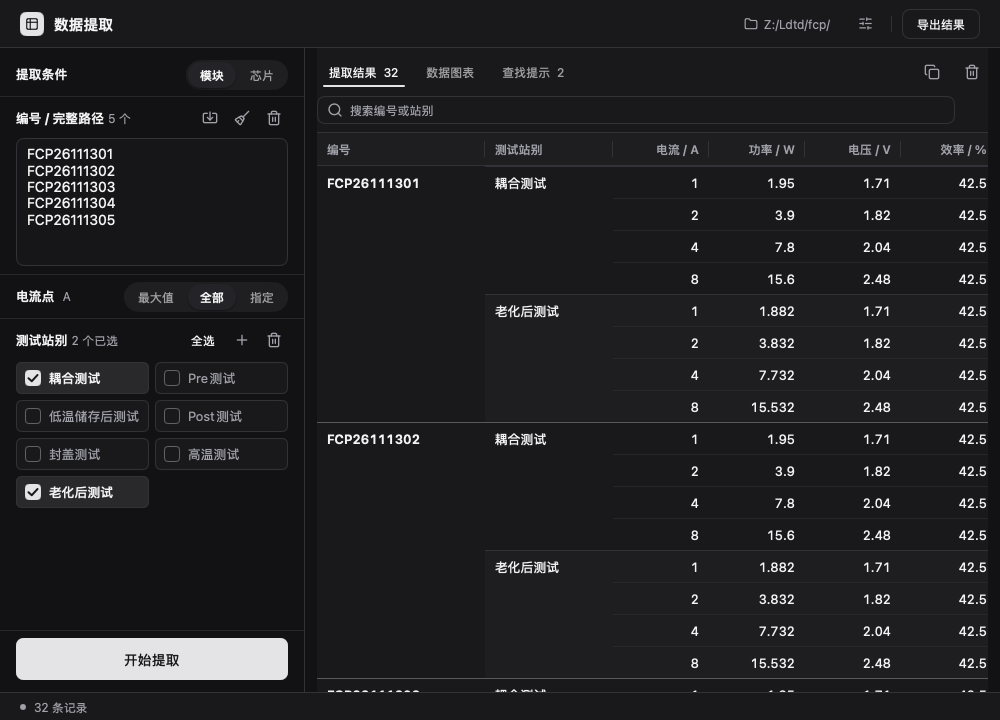 数据提取
Z:/Ldtd/fcp/
导出结果
提取条件
模块 芯片
编号 / 完整路径 5 个
FCP26111301
FCP26111302
FCP26111303
FCP26111304
FCP26111305
电流点 A
最大值 全部 指定
测试站别 2 个已选
全选
耦合测试 Pre测试
低温储存后测试 Post测试
封盖测试 高温测试
老化后测试
开始提取
提取结果 32 数据图表 查找提示 2
搜索编号或站别
编号 测试站别 电流 / A 功率 / W 电压 / V 效率 / %
FCP26111301 耦合测试 1 1.95 1.71 42.5
2 3.9 1.82 42.5
4 7.8 2.04 42.5
8 15.6 2.48 42.5
老化后测试 1 1.882 1.71 42.5
2 3.832 1.82 42.5
4 7.732 2.04 42.5
8 15.532 2.48 42.5
FCP26111302 耦合测试 1 1.95 1.71 42.5
2 3.9 1.82 42.5
4 7.8 2.04 42.5
8 15.6 2.48 42.5
老化后测试 1 1.882 1.71 42.5
2 3.832 1.82 42.5
4 7.732 2.04 42.5
8 15.532 2.48 42.5
32 条记录